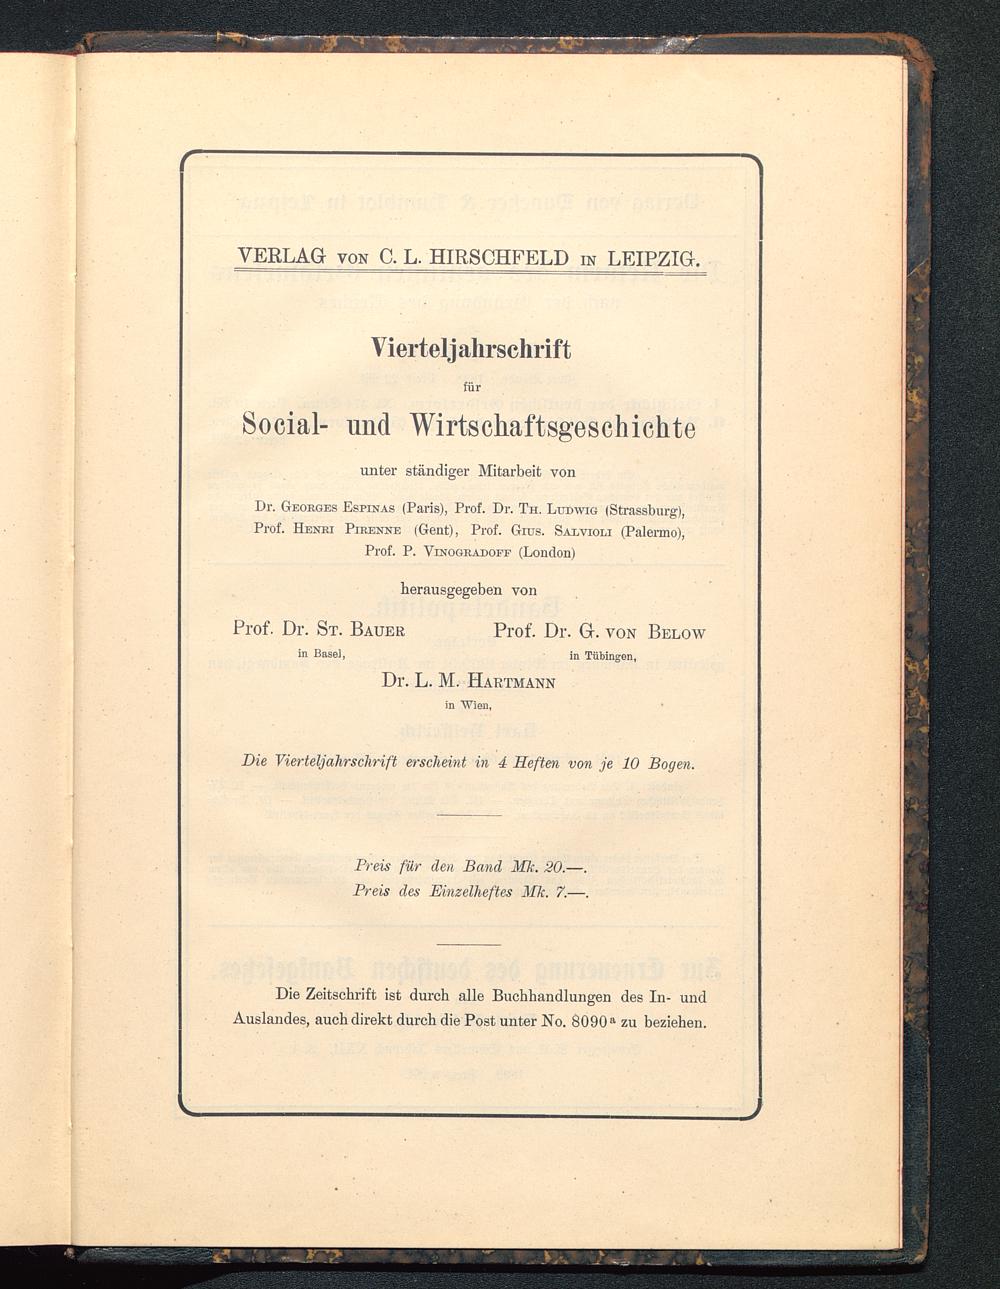 VERLAG VON C. L. HIRSCHFELD IN LEIPZIG.
Vierteljahrschrift
für
Social- und Wirtschaftsgeschichte
unter ständiger Mitarbeit von
Dr. GEORGES ESPINAS (Paris), Prof. Dr. TH. LUDWIG (Strassburg),
Prof. HENRI PIRENNE (Gent), Prof. GIUS. SALVIOLI (Palermo),
Prof. P. VINOGRADOFF (London)
herausgegeben von
Prof. Dr. ST. BAUER Prof. Dr. G. VON BELOW
in Basel, in Tübingen,
Dr. L. M. HARTMANN
in Wien,
Die Vierteljahrschrift erscheint in 4 Heften von je 10 Bogen.
Preis für den Band Mk. 20.—.
Preis des Einzelheftes Mk. 7.—.
Die Zeitschrift ist durch alle Buchhandlungen des In- und
Auslandes, auch direkt durch die Post unter No. 8090ª zu beziehen.